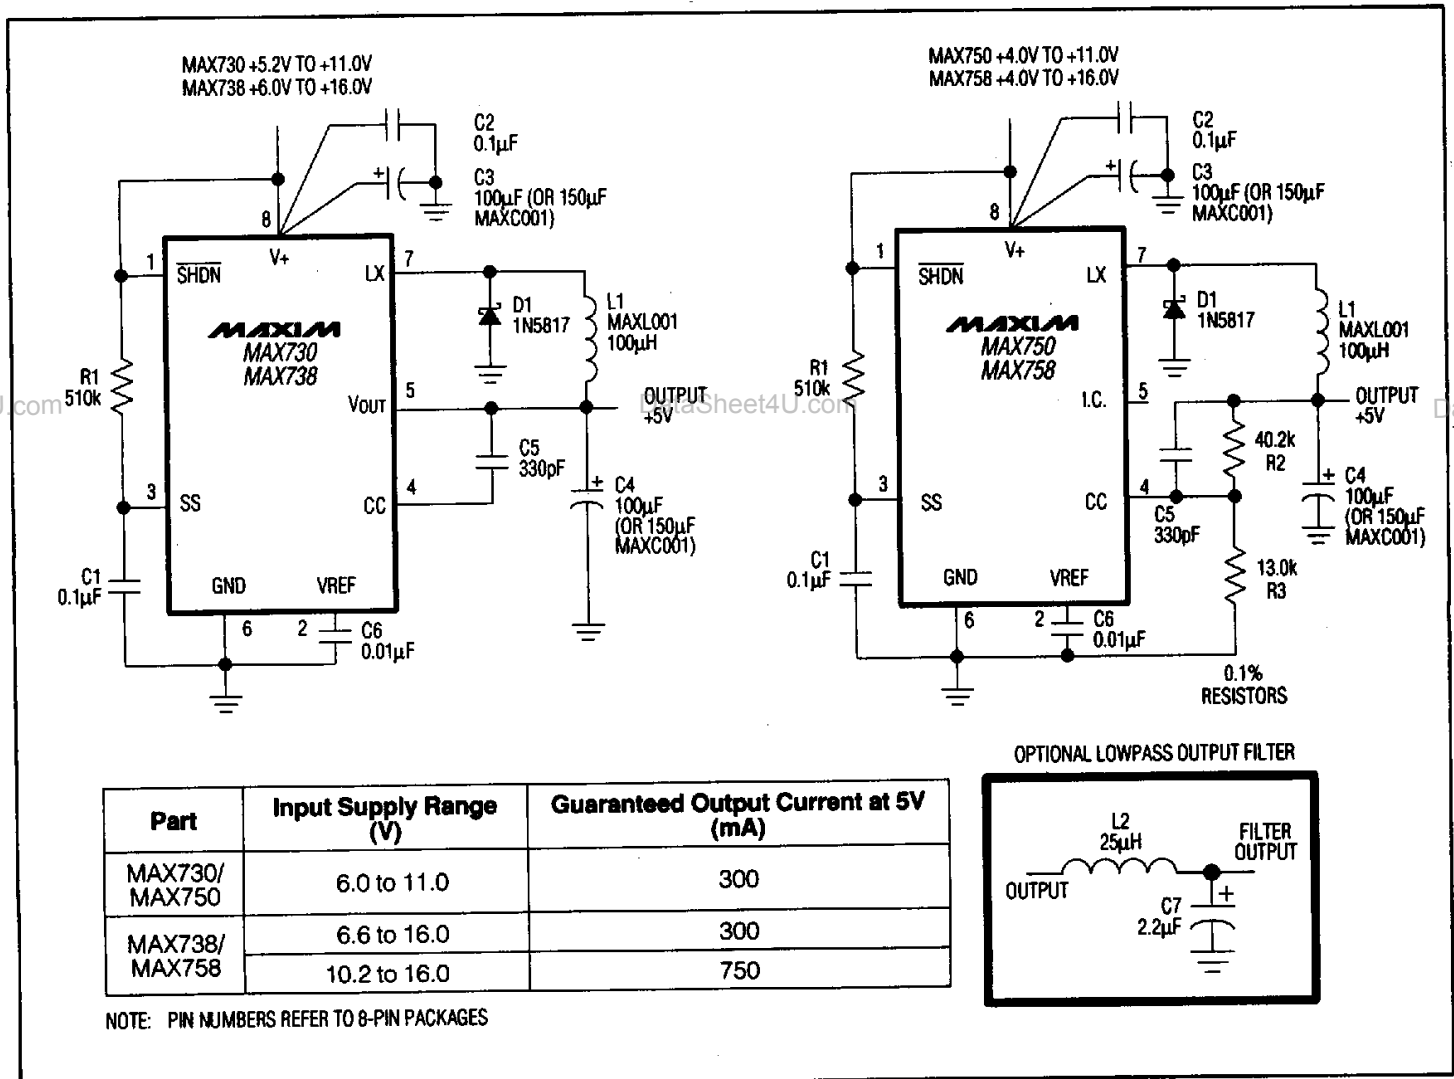 MAX730 +5.2V TO +11.0V
MAX738 +6.0V TO +16.0V
C2
0.1µF
C3
100µF (OR 150µF
MAXC001)
8
V+
1
SHDN
7
LX
D1
1N5817
L1
MAXL001
100µH
MAXIM
MAX730
MAX738
R1
510k
5
VOUT
OUTPUT
+5V
C5
330pF
4
CC
+
C4
100µF
(OR 150µF
MAXC001)
3
SS
C1
0.1µF
GND
VREF
6
2
C6
0.01µF
+
MAX750 +4.0V TO +11.0V
MAX758 +4.0V TO +16.0V
C2
0.1µF
+
C3
100µF (OR 150µF
MAXC001)
8
V+
1
SHDN
7
LX
D1
1N5817
L1
MAXL001
100µH
MAXIM
MAX750
MAX758
R1
510k
I.C.
5
OUTPUT
+5V
40.2k
R2
+
C4
100µF
(OR 150µF
MAXC001)
3
SS
CC
4
C5
330pF
13.0k
R3
C1
0.1µF
GND
VREF
6
2
C6
0.01µF
0.1%
RESISTORS
U.com
DataSheet4U.com
D
Part
Input Supply Range
(V)
Guaranteed Output Current at 5V
(mA)
MAX730/
MAX750
6.0 to 11.0
300
MAX738/
MAX758
6.6 to 16.0
300
10.2 to 16.0
750
NOTE: PIN NUMBERS REFER TO 8-PIN PACKAGES
OPTIONAL LOWPASS OUTPUT FILTER
L2
25µH
FILTER
OUTPUT
OUTPUT
+
C7
2.2µF